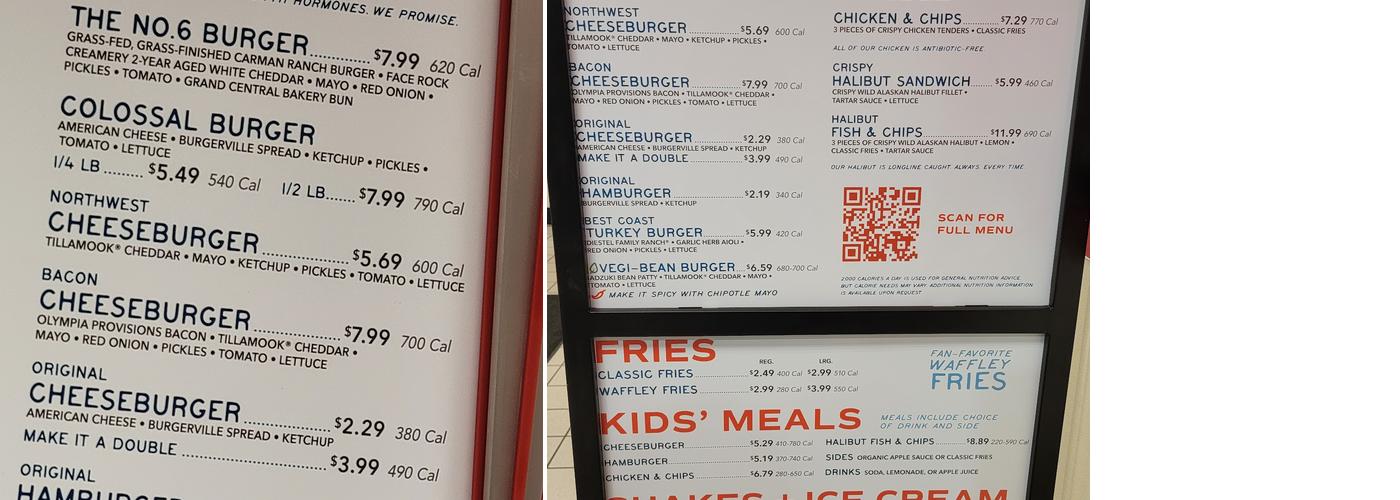 HORMONES. WE PROMISE.
THE NO.6 BURGER.......... $7.99 620 Cal
GRASS-FED, GRASS-FINISHED CARMAN RANCH BURGER • FACE ROCK
CREAMERY 2-YEAR AGED WHITE CHEDDAR • MAYO • RED ONION •
PICKLES • TOMATO • GRAND CENTRAL BAKERY BUN
COLOSSAL BURGER
AMERICAN CHEESE • BURGERVILLE SPREAD • KETCHUP • PICKLES •
TOMATO • LETTUCE
1/4 LB ......... $5.49 540 Cal 1/2 LB....... $7.99 790 Cal
NORTHWEST
CHEESEBURGER .................... $5.69 600 Cal
TILLAMOOK® CHEDDAR • MAYO • KETCHUP • PICKLES • TOMATO • LETTUCE
BACON
CHEESEBURGER .................... $7.99 700 Cal
OLYMPIA PROVISIONS BACON • TILLAMOOK® CHEDDAR •
MAYO • RED ONION • PICKLES • TOMATO • LETTUCE
ORIGINAL
CHEESEBURGER .................... $2.29 380 Cal
AMERICAN CHEESE • BURGERVILLE SPREAD • KETCHUP
MAKE IT A DOUBLE .................... $3.99 490 Cal
ORIGINAL
HAMBURGER
NORTHWEST
CHEESEBURGER .................... $5.69 600 Cal
TILLAMOOK® CHEDDAR • MAYO • KETCHUP • PICKLES •
TOMATO • LETTUCE
BACON
CHEESEBURGER .................... $7.99 700 Cal
OLYMPIA PROVISIONS BACON • TILLAMOOK® CHEDDAR •
MAYO • RED ONION • PICKLES • TOMATO • LETTUCE
ORIGINAL
CHEESEBURGER .................... $2.29 380 Cal
AMERICAN CHEESE • BURGERVILLE SPREAD • KETCHUP
MAKE IT A DOUBLE .................... $3.99 490 Cal
ORIGINAL
HAMBURGER .................... $2.19 340 Cal
BURGERVILLE SPREAD • KETCHUP
BEST COAST
TURKEY BURGER .................... $5.99 420 Cal
DIESTEL FAMILY RANCH® • GARLIC HERB AIOLI •
RED ONION • PICKLES • LETTUCE
VEGI-BEAN BURGER .... $6.59 680-700 Cal
ADZUKI BEAN PATTY • TILLAMOOK® CHEDDAR • MAYO •
TOMATO • LETTUCE
MAKE IT SPICY WITH CHIPOTLE MAYO
CHICKEN & CHIPS .......... $7.29 770 Cal
3 PIECES OF CRISPY CHICKEN TENDERS • CLASSIC FRIES
ALL OF OUR CHICKEN IS ANTIBIOTIC-FREE.
CRISPY
HALIBUT SANDWICH ....... $5.99 460 Cal
CRISPY WILD ALASKAN HALIBUT FILLET •
TARTAR SAUCE • LETTUCE
HALIBUT
FISH & CHIPS .................... $11.99 690 Cal
3 PIECES OF CRISPY WILD ALASKAN HALIBUT • LEMON •
CLASSIC FRIES • TARTAR SAUCE
OUR HALIBUT IS LONGLINE CAUGHT. ALWAYS. EVERY TIME.
SCAN FOR
FULL MENU
2000 CALORIES A DAY IS USED FOR GENERAL NUTRITION ADVICE,
BUT CALORIE NEEDS MAY VARY. ADDITIONAL NUTRITION INFORMATION
IS AVAILABLE UPON REQUEST.
FRIES
REG. LRG.
CLASSIC FRIES .................... $2.49 400 Cal $2.99 510 Cal
WAFFLEY FRIES .................... $2.99 280 Cal $3.99 550 Cal
FAN-FAVORITE
WAFFLEY
FRIES
KIDS' MEALS
MEALS INCLUDE CHOICE
OF DRINK AND SIDE
CHEESEBURGER .................... $5.29 410-780 Cal
HAMBURGER .................... $5.19 370-740 Cal
CHICKEN & CHIPS .................... $6.79 280-650 Cal
HALIBUT FISH & CHIPS .......... $8.89 220-590 Cal
SIDES ORGANIC APPLE SAUCE OR CLASSIC FRIES
DRINKS SODA, LEMONADE, OR APPLE JUICE
SHAKES + ICE CREAM